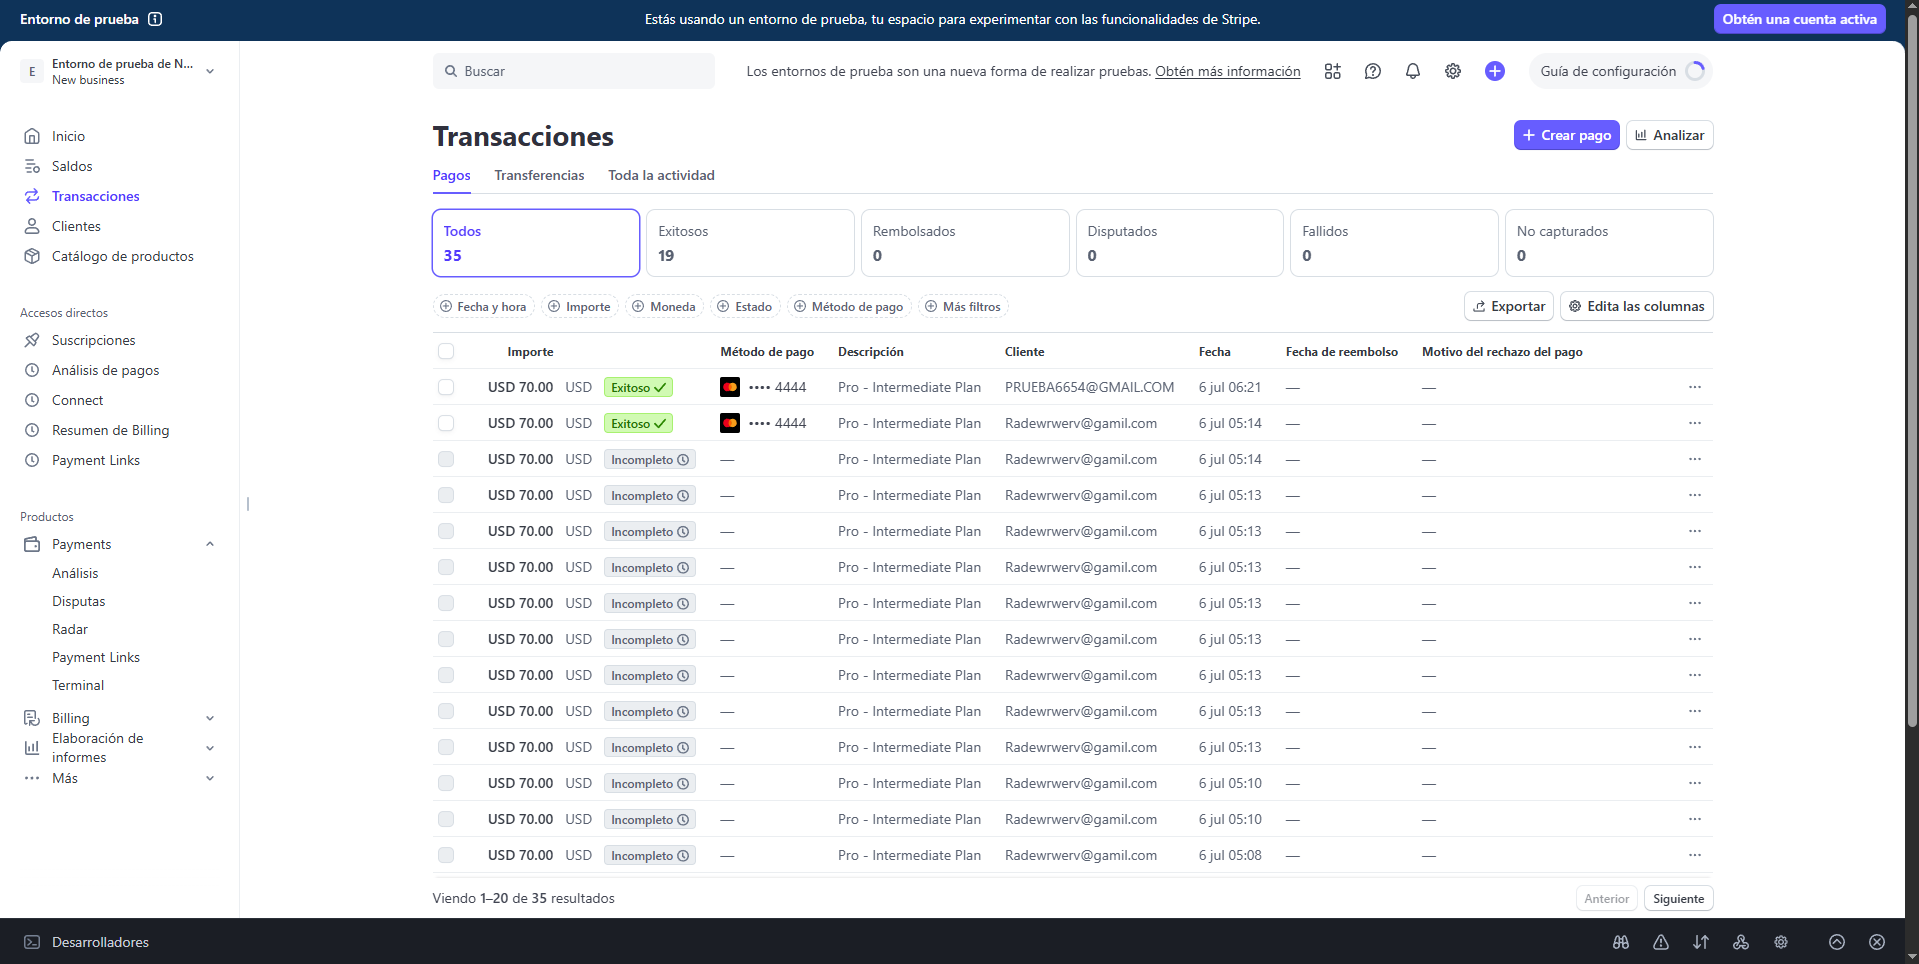 Entorno de prueba
Estás usando un entorno de prueba, tu espacio para experimentar con las funcionalidades de Stripe.
Obtén una cuenta activa
E
Entorno de prueba de N...
New business
Buscar
Los entornos de prueba son una nueva forma de realizar pruebas. Obtén más información
Guía de configuración
Inicio
Saldos
Transacciones
Clientes
Catálogo de productos
Accesos directos
Suscripciones
Análisis de pagos
Connect
Resumen de Billing
Payment Links
Productos
Payments
Análisis
Disputas
Radar
Payment Links
Terminal
Billing
Elaboración de
informes
Más
Transacciones
Crear pago
Analizar
Pagos Transferencias Toda la actividad
Todos
35
Exitosos
19
Rembolsados
0
Disputados
0
Fallidos
0
No capturados
0
Fecha y hora Importe Moneda Estado Método de pago Más filtros
Exportar
Edita las columnas
Importe Método de pago Descripción Cliente Fecha Fecha de reembolso Motivo del rechazo del pago
USD 70.00 USD Exitoso •••• 4444 Pro - Intermediate Plan PRUEBA6654@GMAIL.COM 6 jul 06:21 — — ···
USD 70.00 USD Exitoso •••• 4444 Pro - Intermediate Plan Radewrwerv@gamil.com 6 jul 05:14 — — ···
USD 70.00 USD Incompleto — Pro - Intermediate Plan Radewrwerv@gamil.com 6 jul 05:14 — — ···
USD 70.00 USD Incompleto — Pro - Intermediate Plan Radewrwerv@gamil.com 6 jul 05:13 — — ···
USD 70.00 USD Incompleto — Pro - Intermediate Plan Radewrwerv@gamil.com 6 jul 05:13 — — ···
USD 70.00 USD Incompleto — Pro - Intermediate Plan Radewrwerv@gamil.com 6 jul 05:13 — — ···
USD 70.00 USD Incompleto — Pro - Intermediate Plan Radewrwerv@gamil.com 6 jul 05:13 — — ···
USD 70.00 USD Incompleto — Pro - Intermediate Plan Radewrwerv@gamil.com 6 jul 05:13 — — ···
USD 70.00 USD Incompleto — Pro - Intermediate Plan Radewrwerv@gamil.com 6 jul 05:13 — — ···
USD 70.00 USD Incompleto — Pro - Intermediate Plan Radewrwerv@gamil.com 6 jul 05:13 — — ···
USD 70.00 USD Incompleto — Pro - Intermediate Plan Radewrwerv@gamil.com 6 jul 05:13 — — ···
USD 70.00 USD Incompleto — Pro - Intermediate Plan Radewrwerv@gamil.com 6 jul 05:10 — — ···
USD 70.00 USD Incompleto — Pro - Intermediate Plan Radewrwerv@gamil.com 6 jul 05:10 — — ···
USD 70.00 USD Incompleto — Pro - Intermediate Plan Radewrwerv@gamil.com 6 jul 05:08 — — ···
Viendo 1–20 de 35 resultados
Anterior Siguiente
Desarrolladores